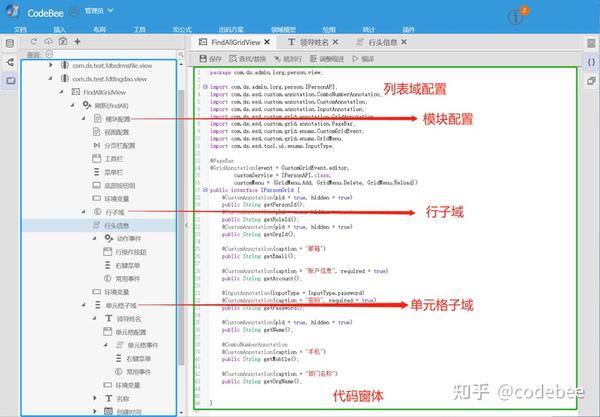 CodeBee
管理员
2
文档 插入 布局 工具 宏公式 出码方案 领域模型 绘图 统计 插件
查询:
com.ds.test.fdtedmsfile.view
com.ds.test.fdtlingdao.view
FindAllGridView
刷新(findAll)
模块配置
视图配置
分页栏配置
工具栏
菜单栏
底部按钮组
环境变量
行子域
行头信息
动作事件
行操作按钮
右键菜单
常用事件
环境变量
单元格子域
领导姓名
单元格配置
单元格事件
右键菜单
常用事件
环境变量
名称
创建时间
FindAllGridView 领导姓名 行头信息
保存 查找/替换 跳到行 调整缩进 编译
package com.ds.admin.iorg.person.view;
import com.ds.admin.iorg.person.IPersonAPI;
import com.ds.esd.custom.annotation.ComboNumberAnnotation;
import com.ds.esd.custom.annotation.CustomAnnotation;
import com.ds.esd.custom.annotation.InputAnnotation;
import com.ds.esd.custom.grid.annotation.GridAnnotation;
import com.ds.esd.custom.grid.annotation.PageBar;
import com.ds.esd.custom.grid.enums.CustomGridEvent;
import com.ds.esd.custom.grid.enums.GridMenu;
import com.ds.esd.tool.ui.enums.InputType;
@PageBar
@GridAnnotation(event = CustomGridEvent.editor,
customService = IPersonAPI.class,
customMenu = {GridMenu.Add, GridMenu.Delete, GridMenu.Reload})
public interface IPersonGrid {
@CustomAnnotation(pid = true, hidden = true)
public String getPersonId();
@CustomAnnotation(pid = true, hidden = true)
public String getRoleId();
@CustomAnnotation(pid = true, hidden = true)
public String getOrgId();
@CustomAnnotation(caption = "邮箱")
public String getEmail();
@CustomAnnotation(caption = "账户信息", required = true)
public String getAccount();
@InputAnnotation(inputType = InputType.password)
@CustomAnnotation(caption = "密码", required = true)
public String getPassword();
@CustomAnnotation(pid = true, hidden = true)
public String getName();
@ComboNumberAnnotation
@CustomAnnotation(caption = "手机")
public String getMobile();
@CustomAnnotation(caption = "部门名称")
public String getOrgName();
}
列表域配置
模块配置
行子域
单元格子域
代码窗体
知乎 @codebee